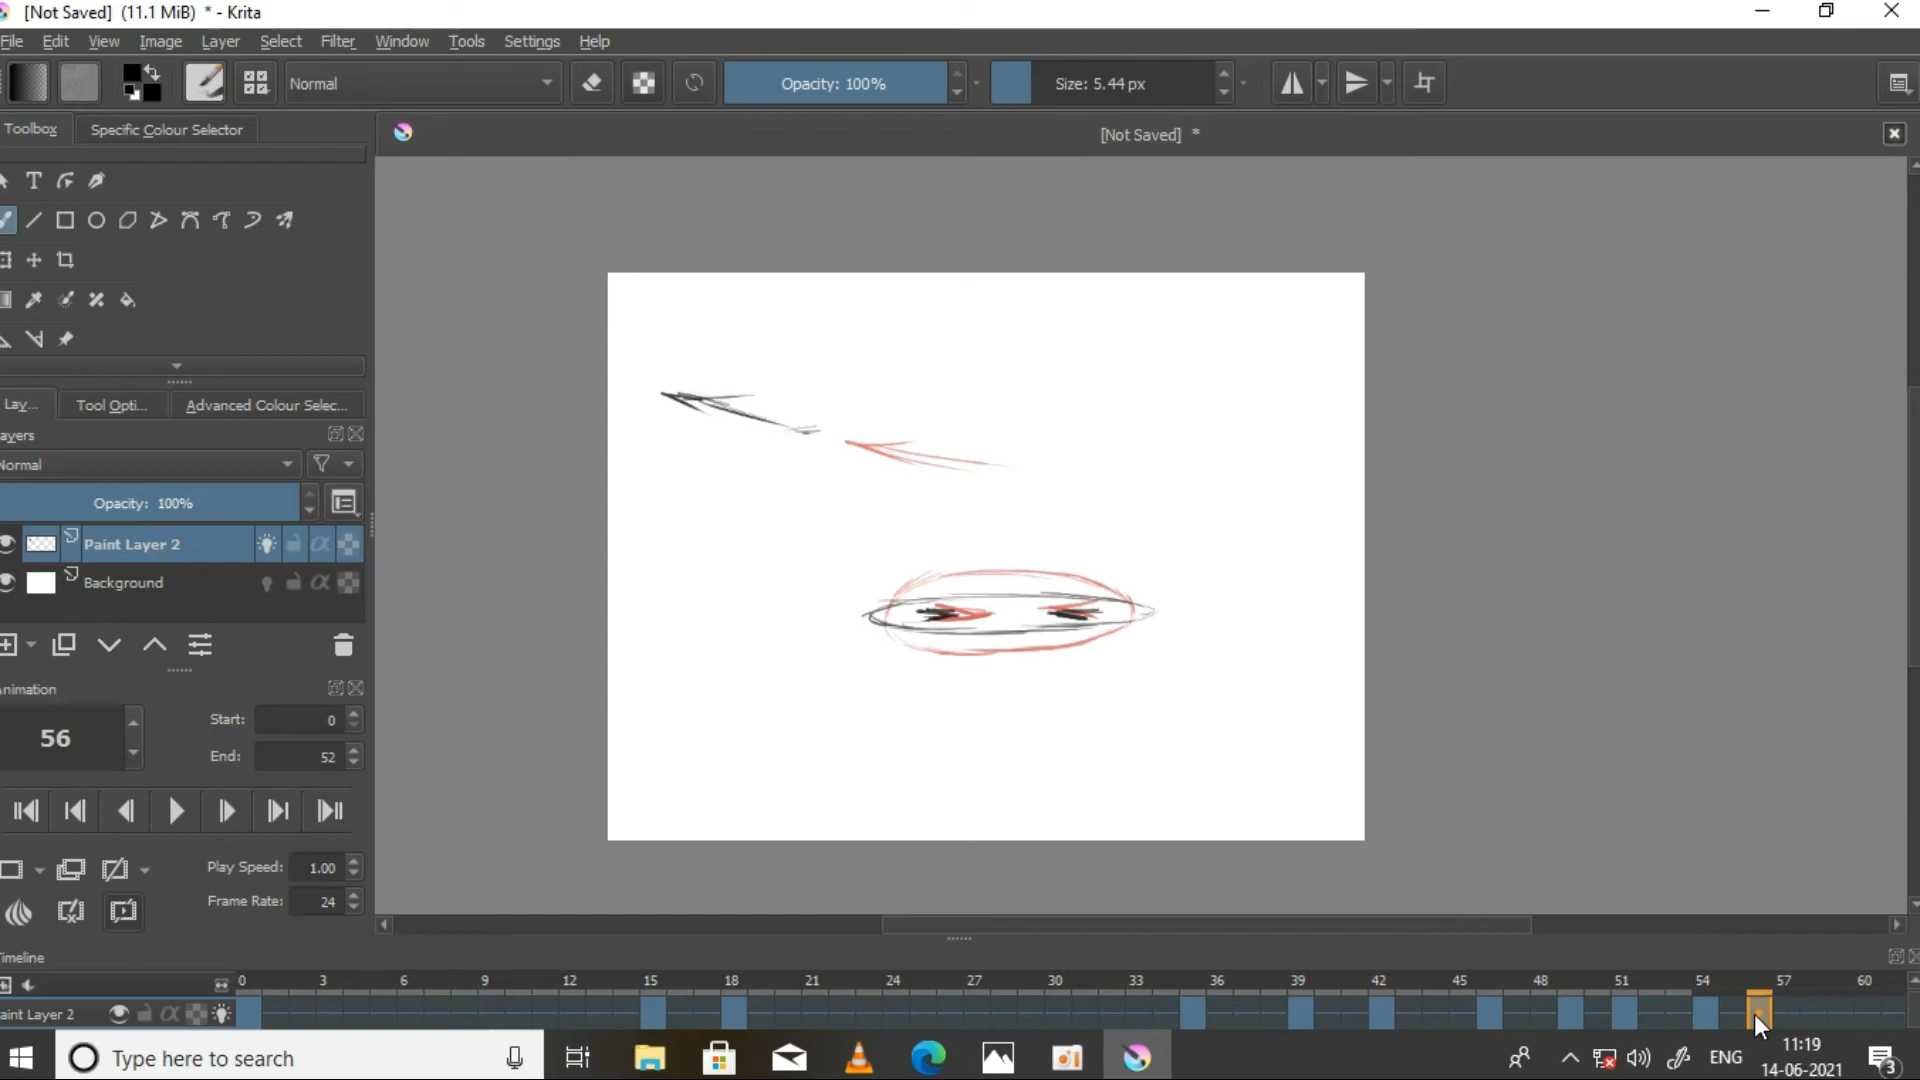 [Not Saved] (11.1 MiB) * - Krita
File Edit View Image Layer Select Filter Window Tools Settings Help
Normal
Opacity: 100%
Size: 5.44 px
Toolbox
Specific Colour Selector
[Not Saved] *
Lay...
Tool Opti...
Advanced Colour Selec...
ayers
Normal
Opacity: 100%
Paint Layer 2
Background
nimation
56
Start: 0
End: 52
Play Speed: 1.00
Frame Rate: 24
Timeline
0 3 6 9 12 15 18 21 24 27 30 33 36 39 42 45 48 51 54 57 60
aint Layer 2
Type here to search
ENG
11:19
14-06-2021
3